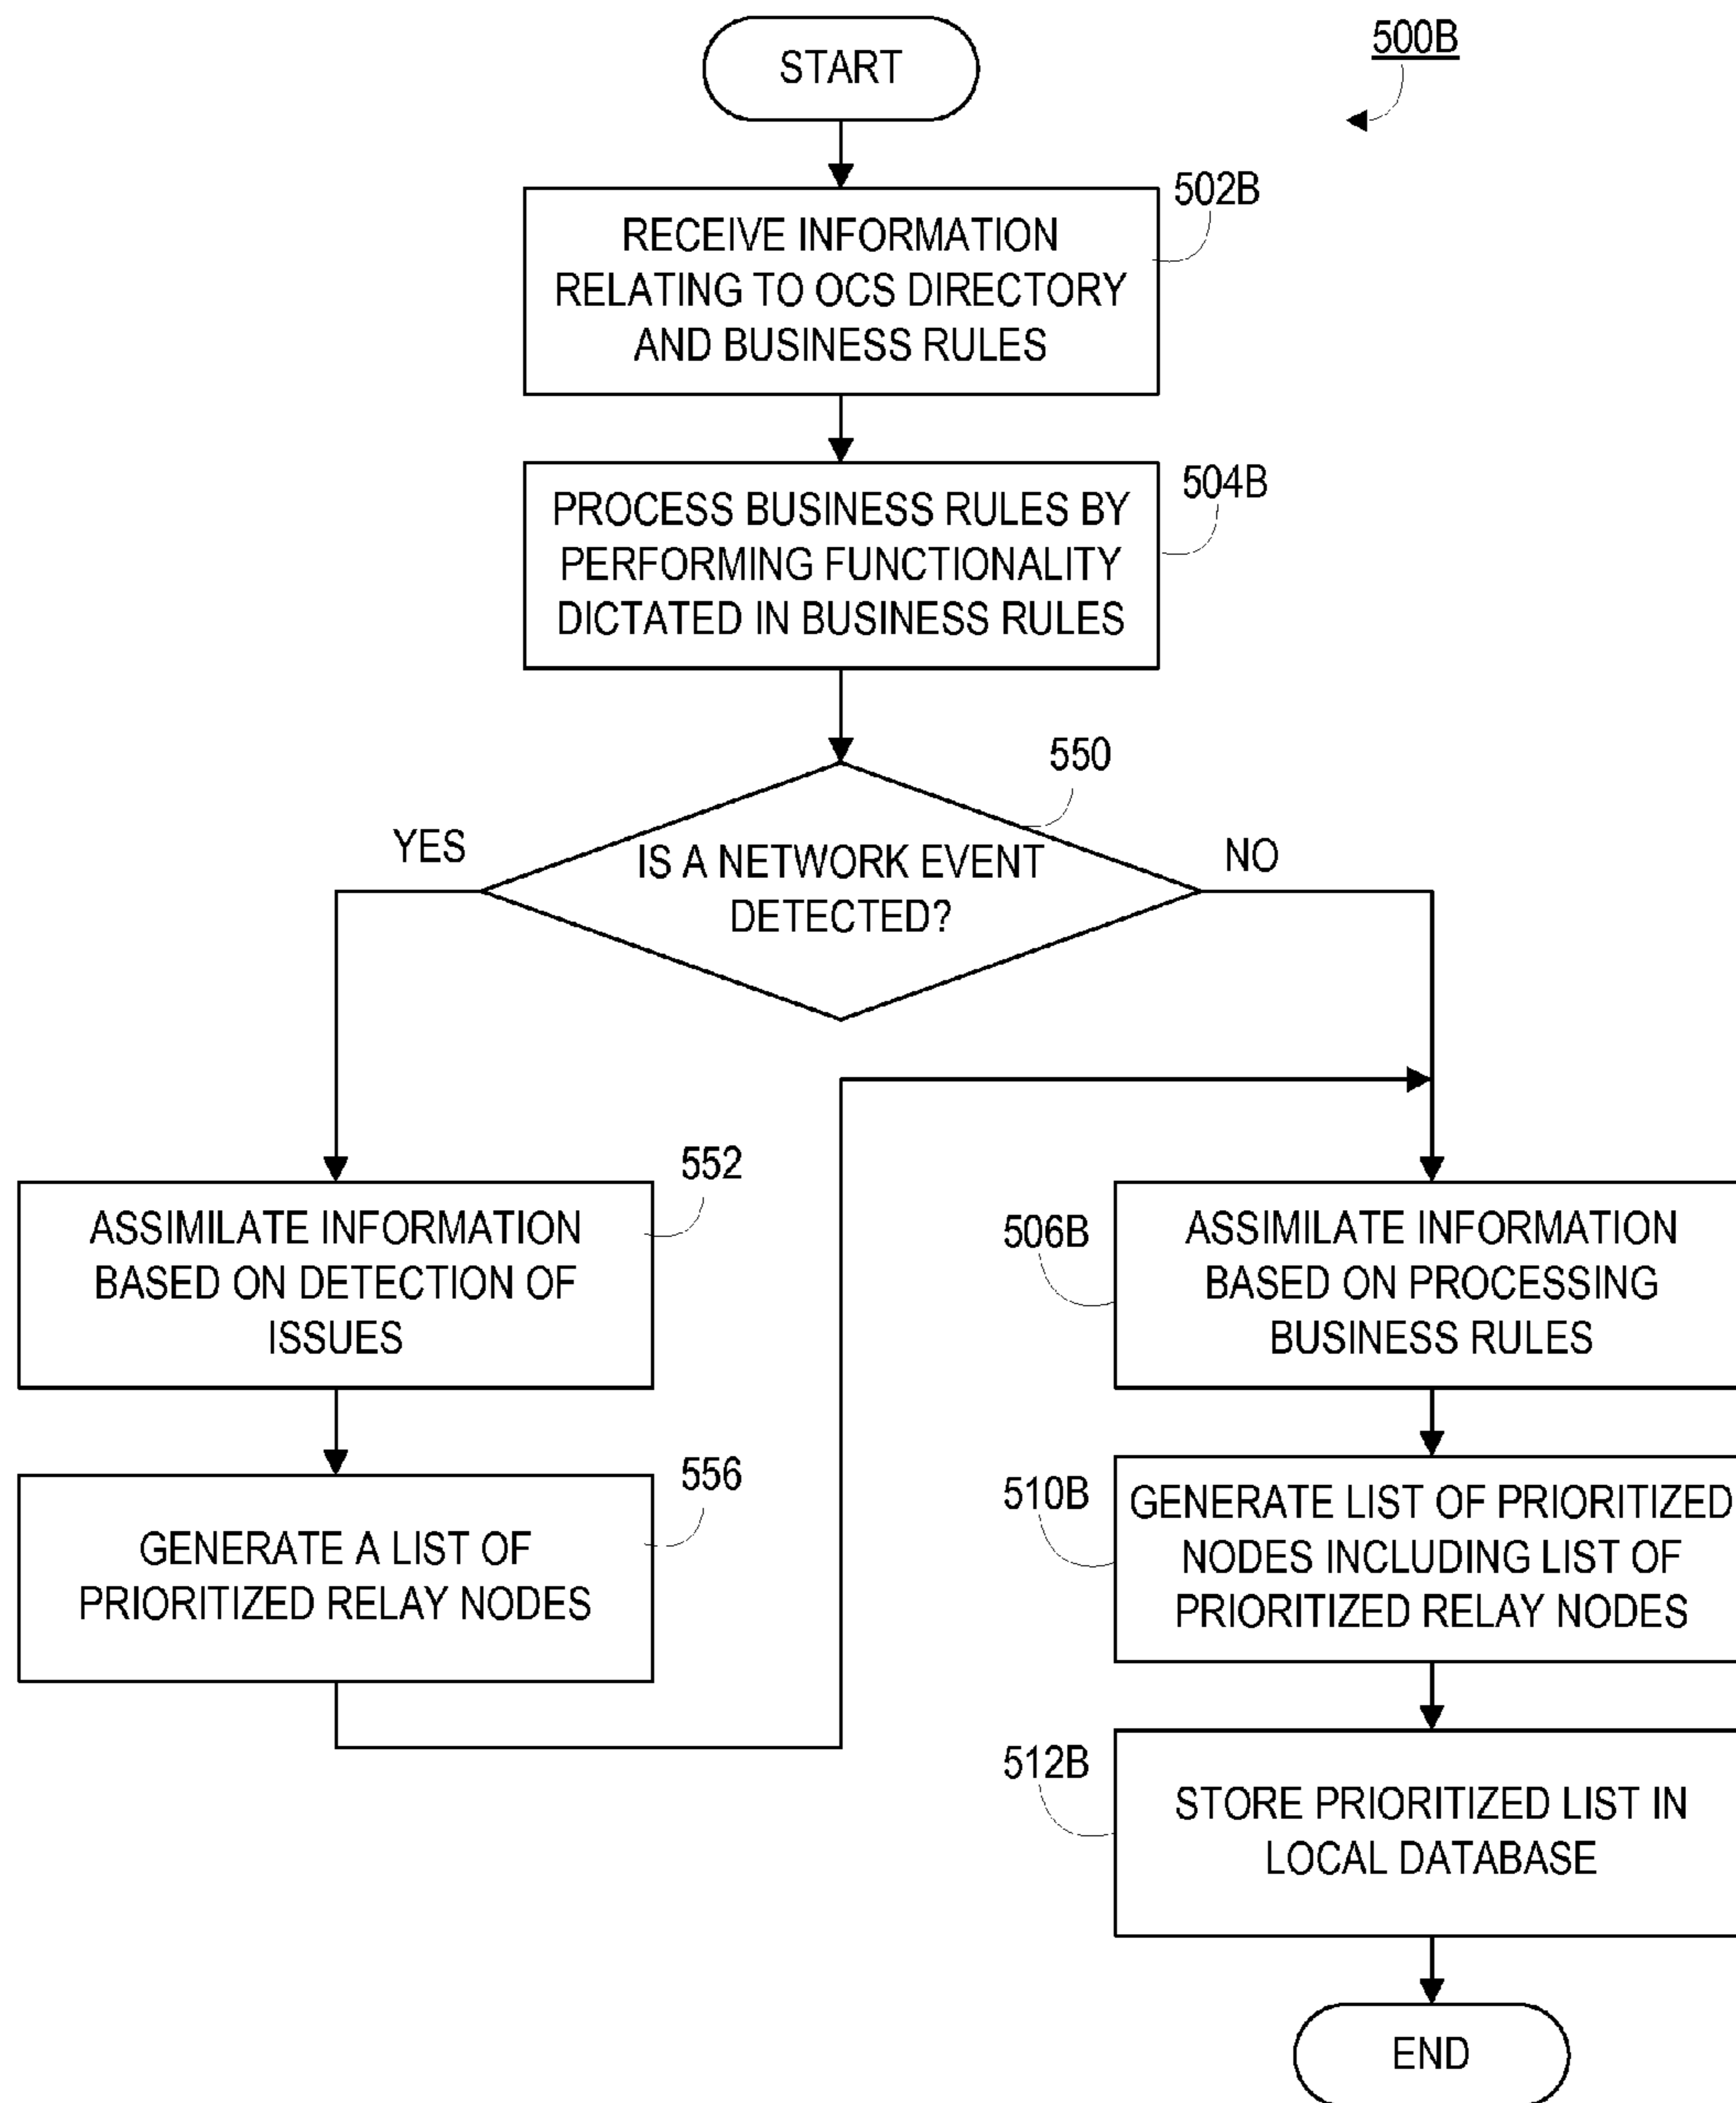 START
500B
502B
RECEIVE INFORMATION
RELATING TO OCS DIRECTORY
AND BUSINESS RULES
504B
PROCESS BUSINESS RULES BY
PERFORMING FUNCTIONALITY
DICTATED IN BUSINESS RULES
550
YES
IS A NETWORK EVENT
DETECTED?
NO
552
ASSIMILATE INFORMATION
BASED ON DETECTION OF
ISSUES
556
GENERATE A LIST OF
PRIORITIZED RELAY NODES
506B
ASSIMILATE INFORMATION
BASED ON PROCESSING
BUSINESS RULES
510B
GENERATE LIST OF PRIORITIZED
NODES INCLUDING LIST OF
PRIORITIZED RELAY NODES
512B
STORE PRIORITIZED LIST IN
LOCAL DATABASE
END